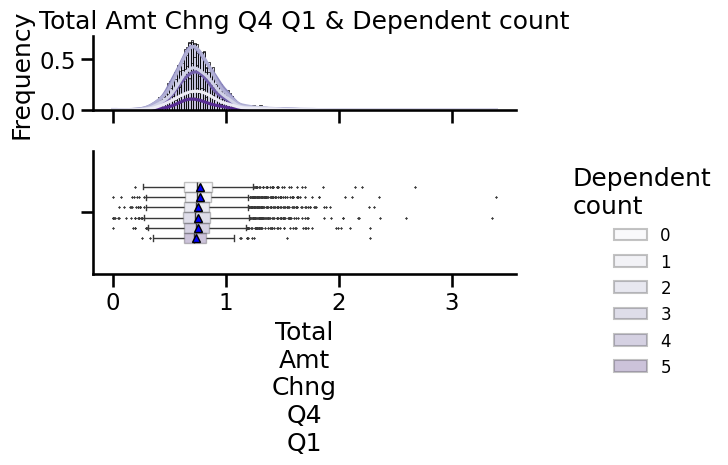 Total Amt Chng Q4 Q1 & Dependent count
Frequency
0.5
0.0
0 1 2 3
Total
Amt
Chng
Q4
Q1
Dependent
count
0
1
2
3
4
5